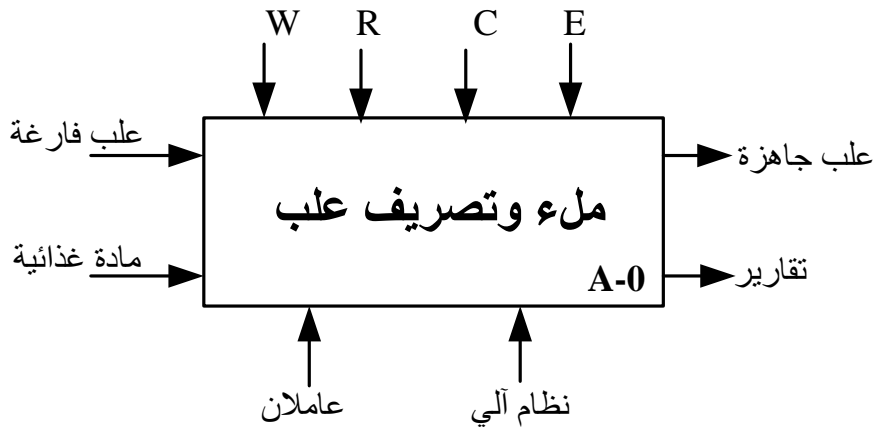 W R C E
علب فارغة
علب جاهزة
ملء وتصريف علب
مادة غذائية
تقارير
A-0
عاملان
نظام آلي